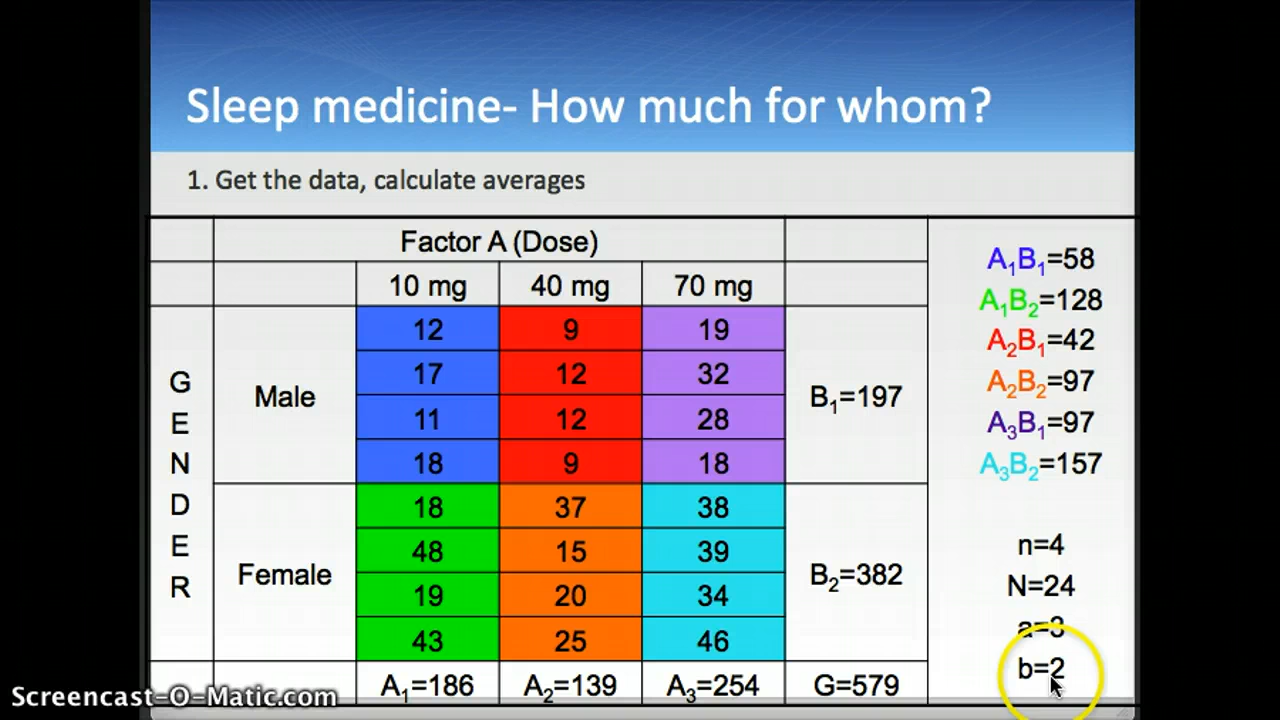 Sleep medicine- How much for whom?
1. Get the data, calculate averages
Factor A (Dose)
10 mg 40 mg 70 mg
GENDER
Male
12 9 19
17 12 32
11 12 28
18 9 18
B₁=197
Female
18 37 38
48 15 39
19 20 34
43 25 46
B₂=382
A₁=186 A₂=139 A₃=254 G=579
A₁B₁=58
A₁B₂=128
A₂B₁=42
A₂B₂=97
A₃B₁=97
A₃B₂=157
n=4
N=24
a=3
b=2
Screencast-O-Matic.com